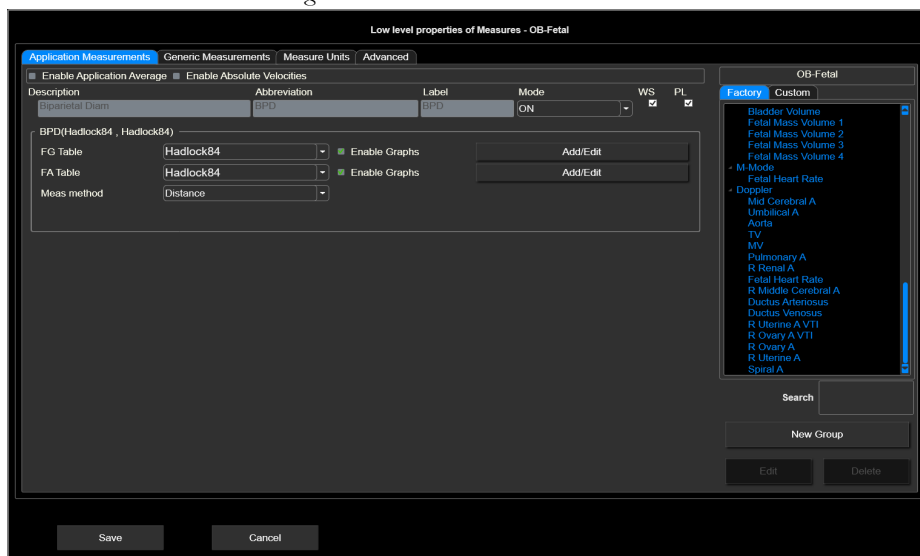 Low level properties of Measures - OB-Fetal
Application Measurements Generic Measurements Measure Units Advanced
Enable Application Average Enable Absolute Velocities
Description Abbreviation Label Mode WS PL
Biparietal Diam BPD BPD ON
BPD(Hadlock84 , Hadlock84)
FG Table Hadlock84 Enable Graphs Add/Edit
FA Table Hadlock84 Enable Graphs Add/Edit
Meas method Distance
OB-Fetal
Factory Custom
Bladder Volume
Fetal Mass Volume 1
Fetal Mass Volume 2
Fetal Mass Volume 3
Fetal Mass Volume 4
M-Mode
Fetal Heart Rate
Doppler
Mid Cerebral A
Umbilical A
Aorta
TV
MV
Pulmonary A
R Renal A
Fetal Heart Rate
R Middle Cerebral A
Ductus Arteriosus
Ductus Venosus
R Uterine A VTI
R Ovary A VTI
R Ovary A
R Uterine A
Spiral A
Search
New Group
Edit Delete
Save Cancel